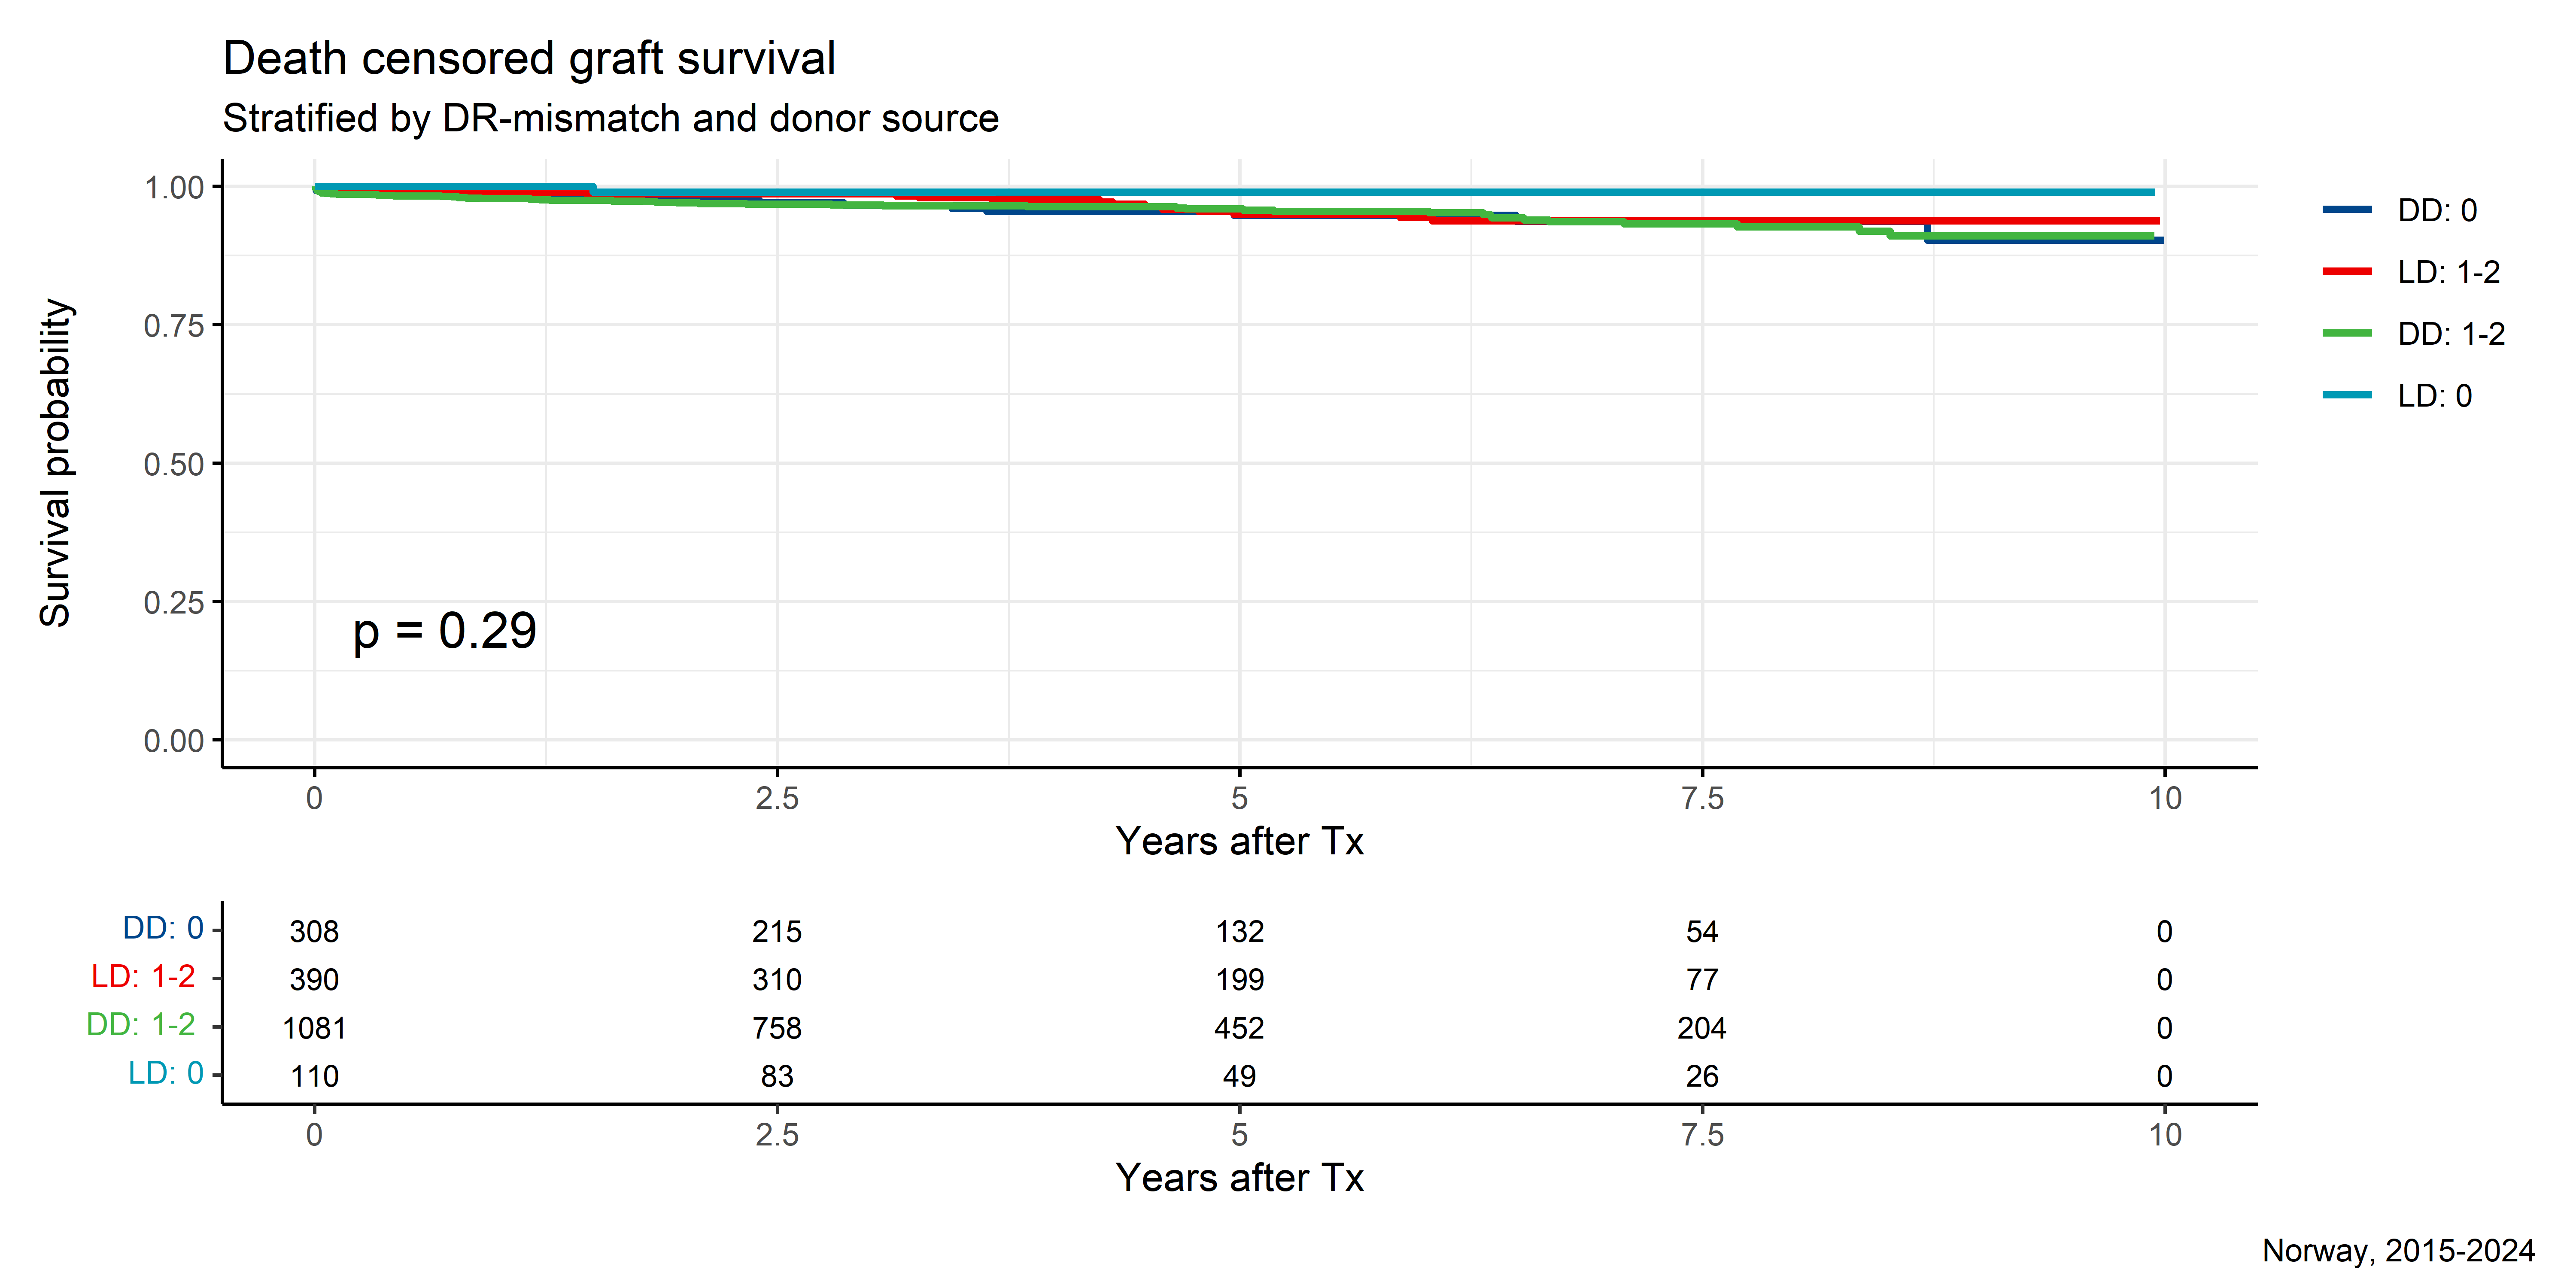 Death censored graft survival
Stratified by DR-mismatch and donor source
Survival probability
1.00
0.75
0.50
0.25
0.00
p = 0.29
0 2.5 5 7.5 10
Years after Tx
DD: 0
LD: 1-2
DD: 1-2
LD: 0
DD: 0 308 215 132 54 0
LD: 1-2 390 310 199 77 0
DD: 1-2 1081 758 452 204 0
LD: 0 110 83 49 26 0
0 2.5 5 7.5 10
Years after Tx
Norway, 2015-2024